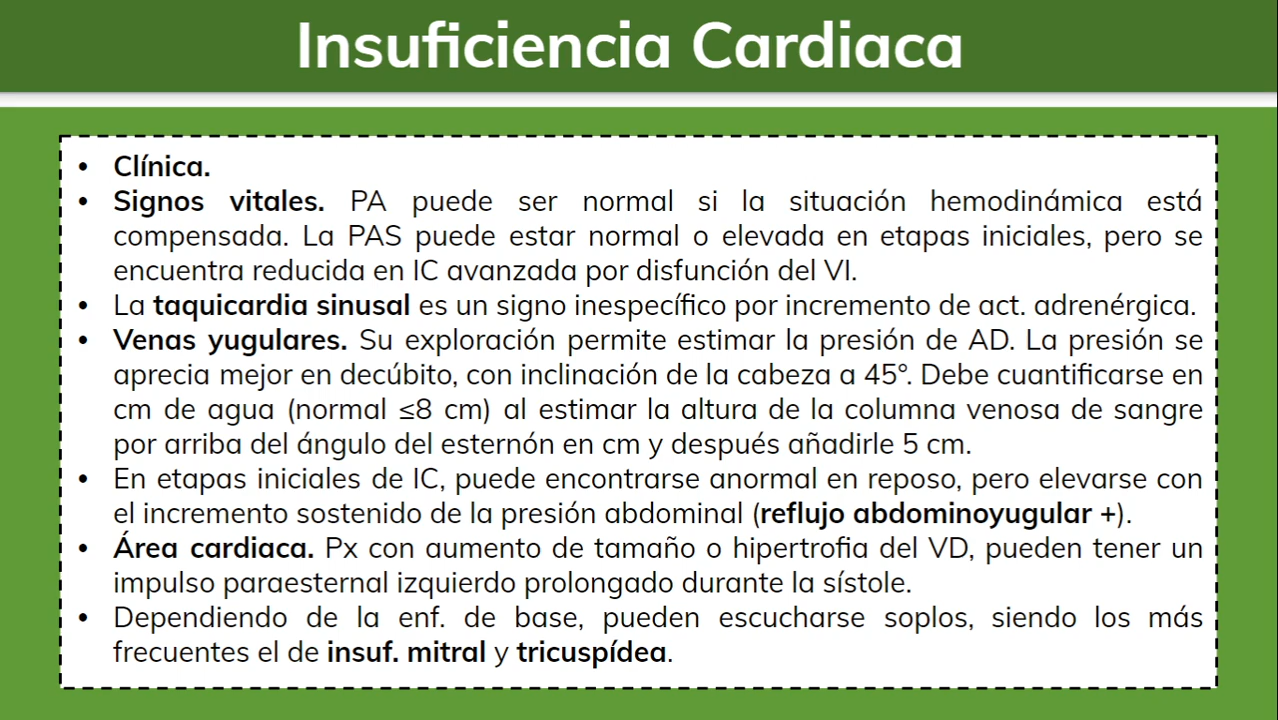 Insuficiencia Cardiaca
• Clínica.
• Signos vitales. PA puede ser normal si la situación hemodinámica está
compensada. La PAS puede estar normal o elevada en etapas iniciales, pero se
encuentra reducida en IC avanzada por disfunción del VI.
• La taquicardia sinusal es un signo inespecífico por incremento de act. adrenérgica.
• Venas yugulares. Su exploración permite estimar la presión de AD. La presión se
aprecia mejor en decúbito, con inclinación de la cabeza a 45°. Debe cuantificarse en
cm de agua (normal ≤8 cm) al estimar la altura de la columna venosa de sangre
por arriba del ángulo del esternón en cm y después añadirle 5 cm.
• En etapas iniciales de IC, puede encontrarse anormal en reposo, pero elevarse con
el incremento sostenido de la presión abdominal (reflujo abdominoyugular +).
• Área cardiaca. Px con aumento de tamaño o hipertrofia del VD, pueden tener un
impulso paraesternal izquierdo prolongado durante la sístole.
• Dependiendo de la enf. de base, pueden escucharse soplos, siendo los más
frecuentes el de insuf. mitral y tricuspídea.